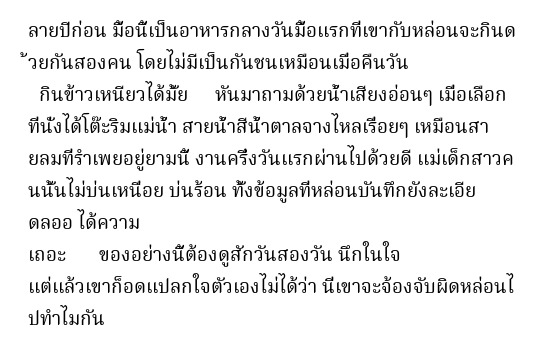 ลายปีก่อน มื้อนี้เป็นอาหารกลางวันมื้อแรกที่เขากับหล่อนจะกินด
้วยกันสองคน โดยไม่มีเป็นกันชนเหมือนเมื่อคืนวัน
กินข้าวเหนียวได้มั้ย หันมาถามด้วยน้ำเสียงอ่อนๆ เมื่อเลือก
ที่นั่งได้โต๊ะริมแม่น้ำ สายน้ำสีน้ำตาลจางไหลเรื่อยๆ เหมือนสา
ยลมที่รำเพยอยู่ยามนี้ งานครึ่งวันแรกผ่านไปด้วยดี แม่เด็กสาวค
นนั้นไม่บ่นเหนื่อย บ่นร้อน ทั้งข้อมูลที่หล่อนบันทึกยังละเอีย
ดลออ ได้ความ
เถอะ ของอย่างนี้ต้องดูสักวันสองวัน นึกในใจ
แต่แล้วเขาก็อดแปลกใจตัวเองไม่ได้ว่า นี่เขาจะจ้องจับผิดหล่อนไ
ปทำไมกัน